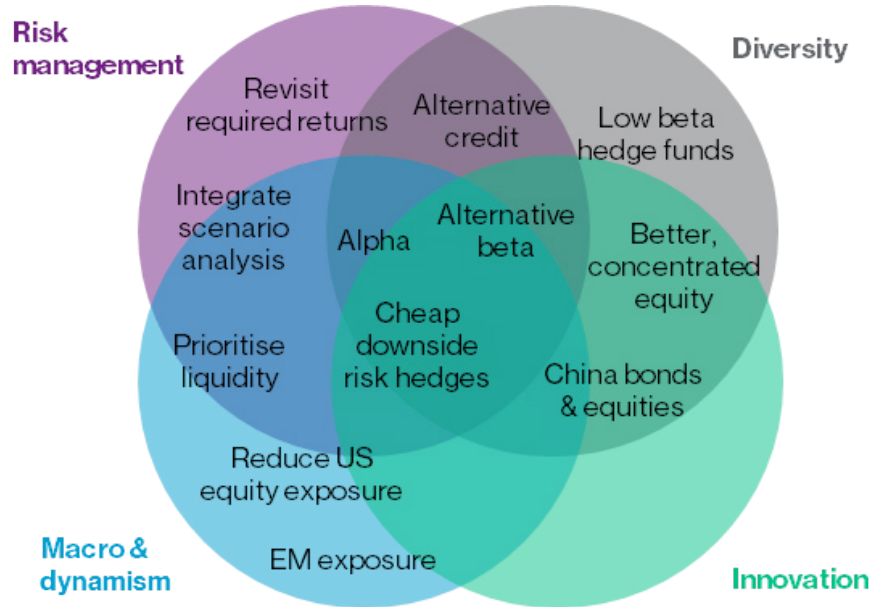 Risk
management
Diversity
Revisit
required returns
Alternative
credit
Low beta
hedge funds
Integrate
scenario
analysis
Alpha
Alternative
beta
Better,
concentrated
equity
Prioritise
liquidity
Cheap
downside
risk hedges
China bonds
& equities
Reduce US
equity exposure
EM exposure
Macro &
dynamism
Innovation